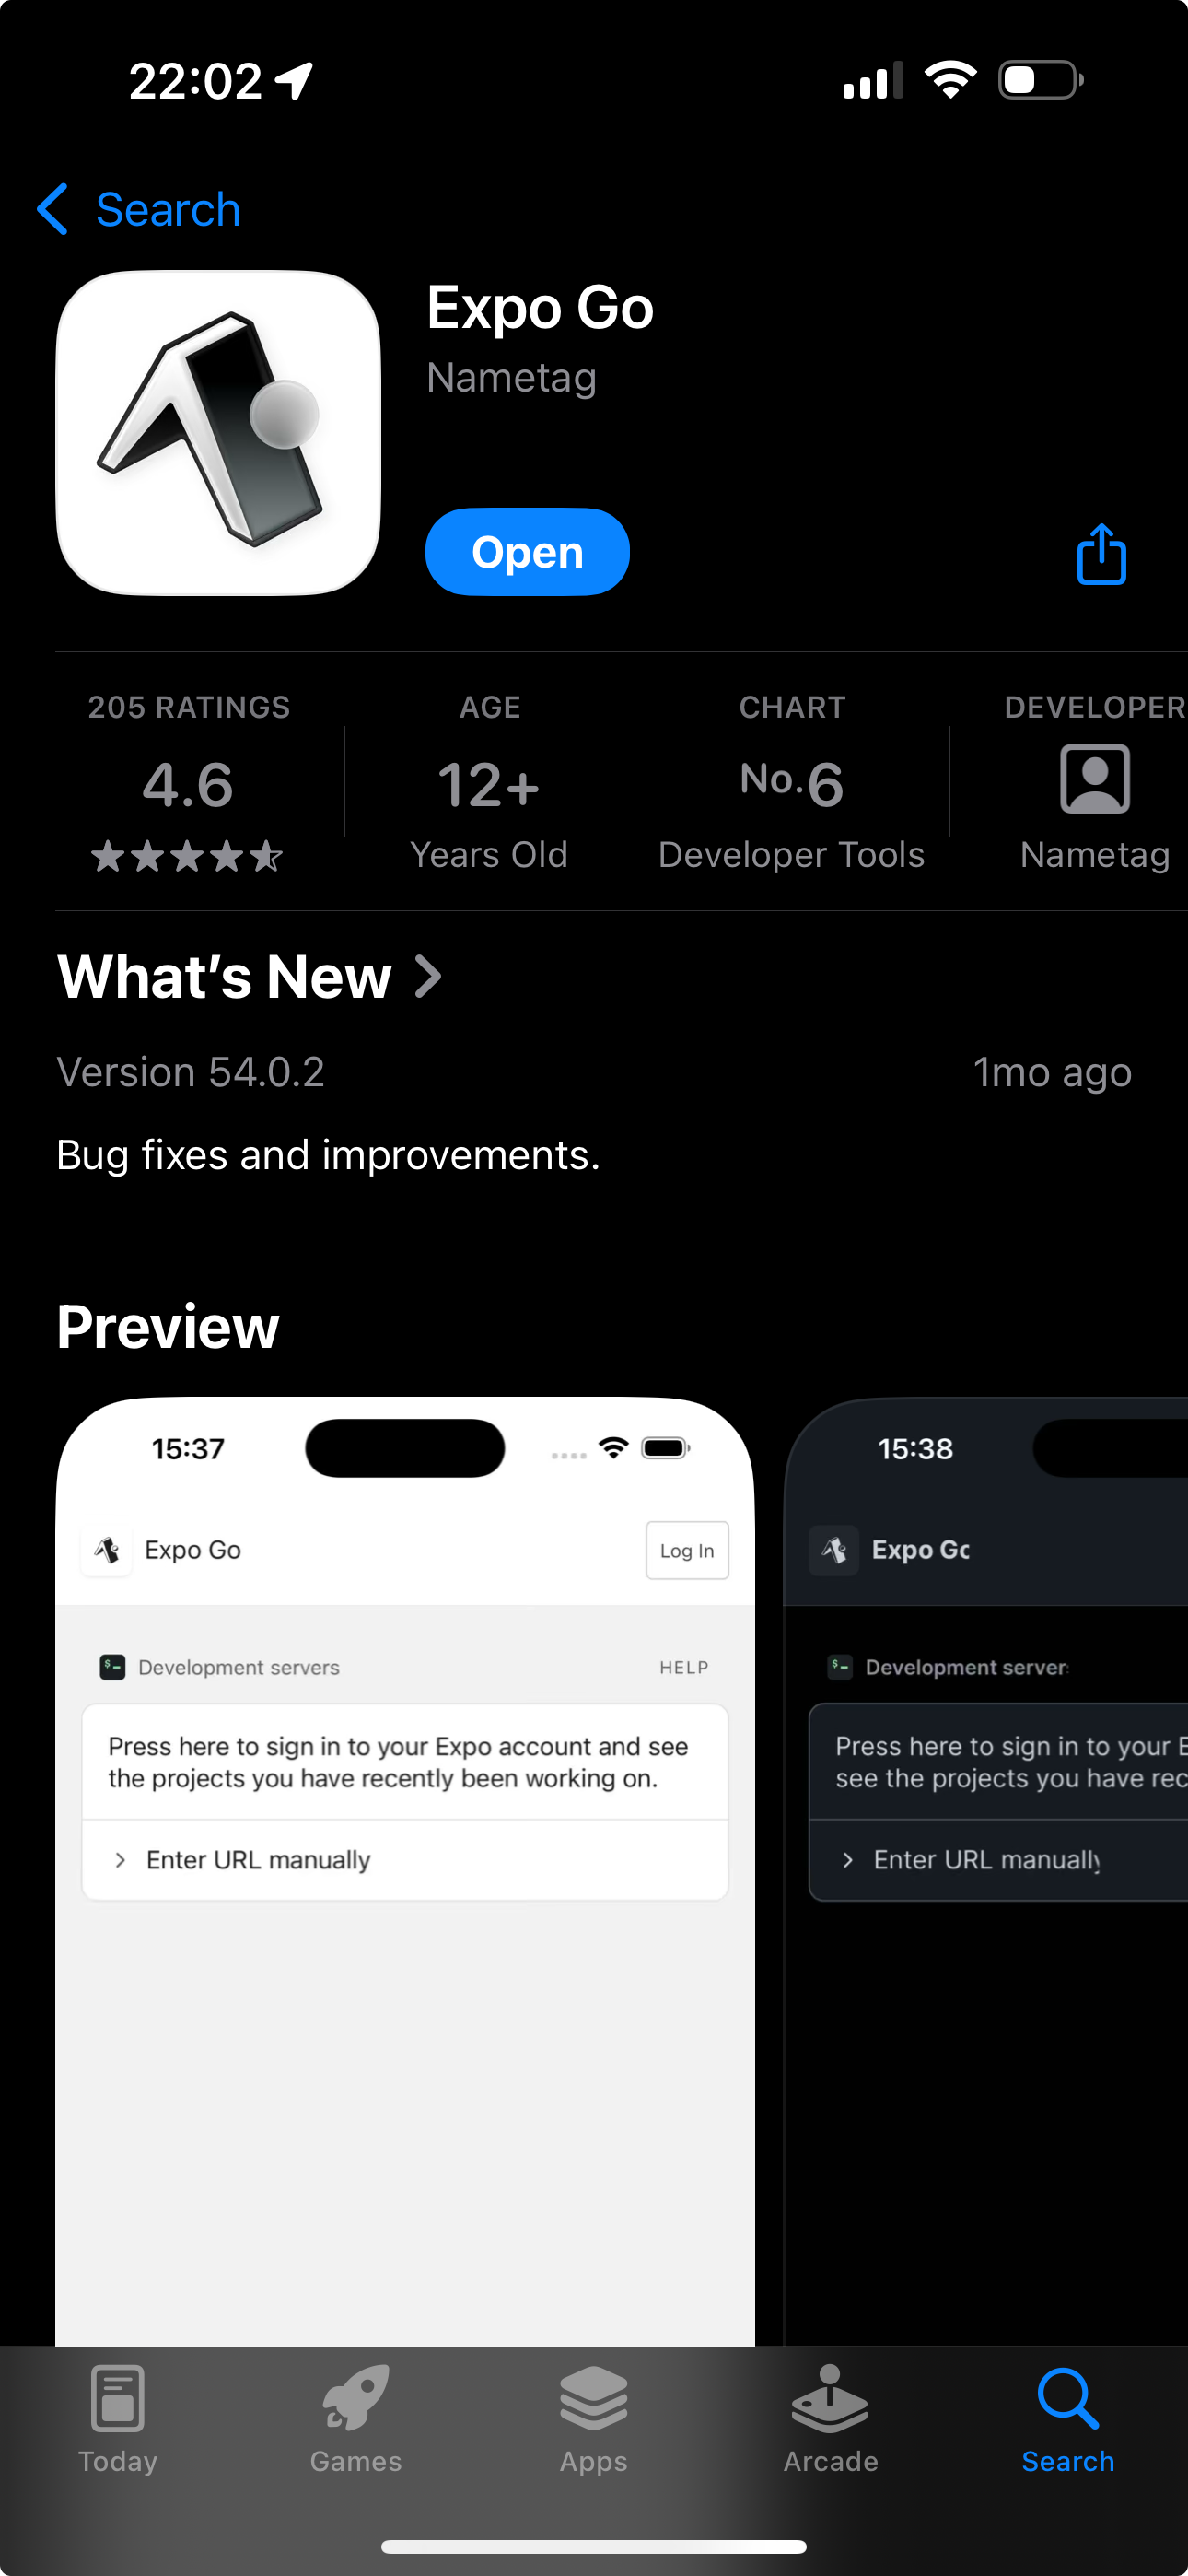 22:02
Search
Expo Go
Nametag
Open
205 RATINGS
4.6
AGE
12+
Years Old
CHART
No.6
Developer Tools
DEVELOPER
Nametag
What's New
Version 54.0.2
1mo ago
Bug fixes and improvements.
Preview
15:37
Expo Go
Log In
Development servers
HELP
Press here to sign in to your Expo account and see
the projects you have recently been working on.
Enter URL manually
15:38
Expo Go
Development server
Press here to sign in to your E
see the projects you have rec
Enter URL manually
Today
Games
Apps
Arcade
Search